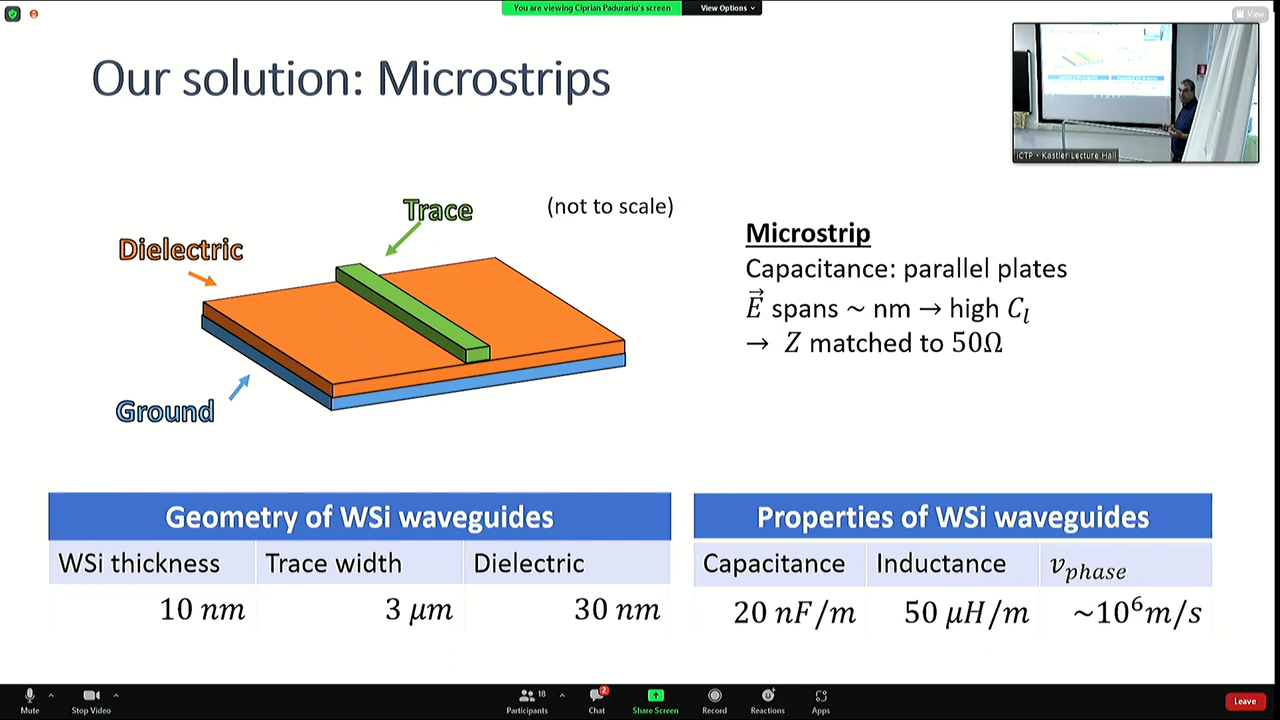 You are viewing Ciprian Padurariu's screen
View Options
View
Our solution: Microstrips
ICTP - Kastler Lecture Hall
Trace
(not to scale)
Dielectric
Ground
Microstrip
Capacitance: parallel plates
E⃗ spans ~ nm → high Cₗ
→ Z matched to 50Ω
Geometry of WSi waveguides
WSi thickness Trace width Dielectric
10 nm 3 μm 30 nm
Properties of WSi waveguides
Capacitance Inductance v_phase
20 nF/m 50 μH/m ~10⁶m/s
Mute
Stop Video
Participants
18
Chat
2
Share Screen
Record
Reactions
Apps
Leave